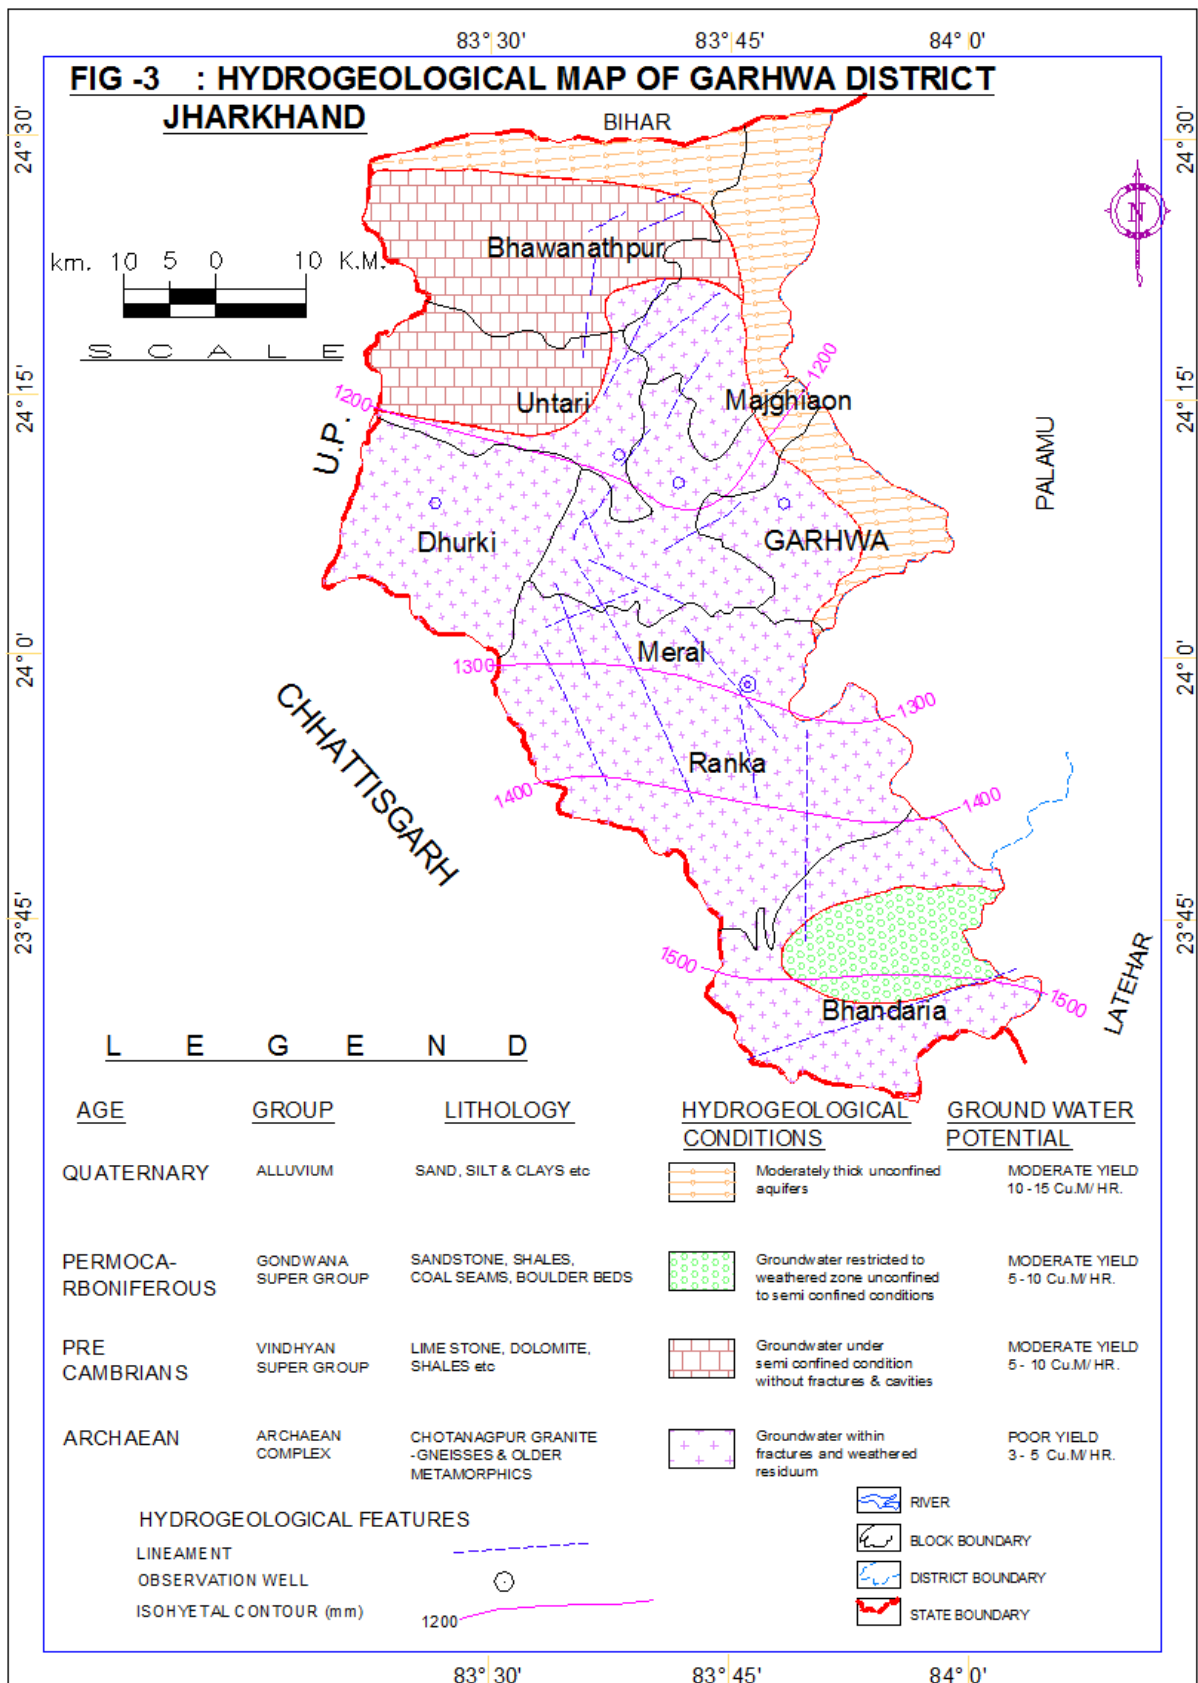 83° 30'
83° 45'
84° 0'
FIG -3 : HYDROGEOLOGICAL MAP OF GARHWA DISTRICT
JHARKHAND
BIHAR
24° 30'
24° 30'
N
Bhawanathpur
km. 10 5 0 10 K.M.
SCALE
24° 15'
24° 15'
1200
1200
Untari
Majghiaon
U.P.
PALAMU
Dhurki
GARHWA
24° 0'
24° 0'
Meral
1300
1300
CHHATTISGARH
Ranka
1400
1400
23°45'
23°45'
1500
1500
LATEHAR
Bhandaria
LEGEND
AGE GROUP LITHOLOGY HYDROGEOLOGICAL GROUND WATER
CONDITIONS POTENTIAL
QUATERNARY ALLUVIUM SAND, SILT & CLAYS etc Moderately thick unconfined MODERATE YIELD
aquifers 10 -15 Cu.M/ HR.
PERMOCA- GONDWANA SANDSTONE, SHALES, Groundwater restricted to MODERATE YIELD
RBONIFEROUS SUPER GROUP COAL SEAMS, BOULDER BEDS weathered zone unconfined 5 - 10 Cu.M/ HR.
to semi confined conditions
PRE VINDHYAN LIME STONE, DOLOMITE, Groundwater under MODERATE YIELD
CAMBRIANS SUPER GROUP SHALES etc semi confined condition 5 - 10 Cu.M/ HR.
without fractures & cavities
ARCHAEAN ARCHAEAN CHOTANAGPUR GRANITE Groundwater within POOR YIELD
COMPLEX -GNEISSES & OLDER fractures and weathered 3 - 5 Cu.M/ HR.
METAMORPHICS residuum
RIVER
HYDROGEOLOGICAL FEATURES
BLOCK BOUNDARY
LINEAMENT
OBSERVATION WELL
DISTRICT BOUNDARY
ISOHYETAL CONTOUR (mm) 1200
STATE BOUNDARY
83° 30'
83° 45'
84° 0'